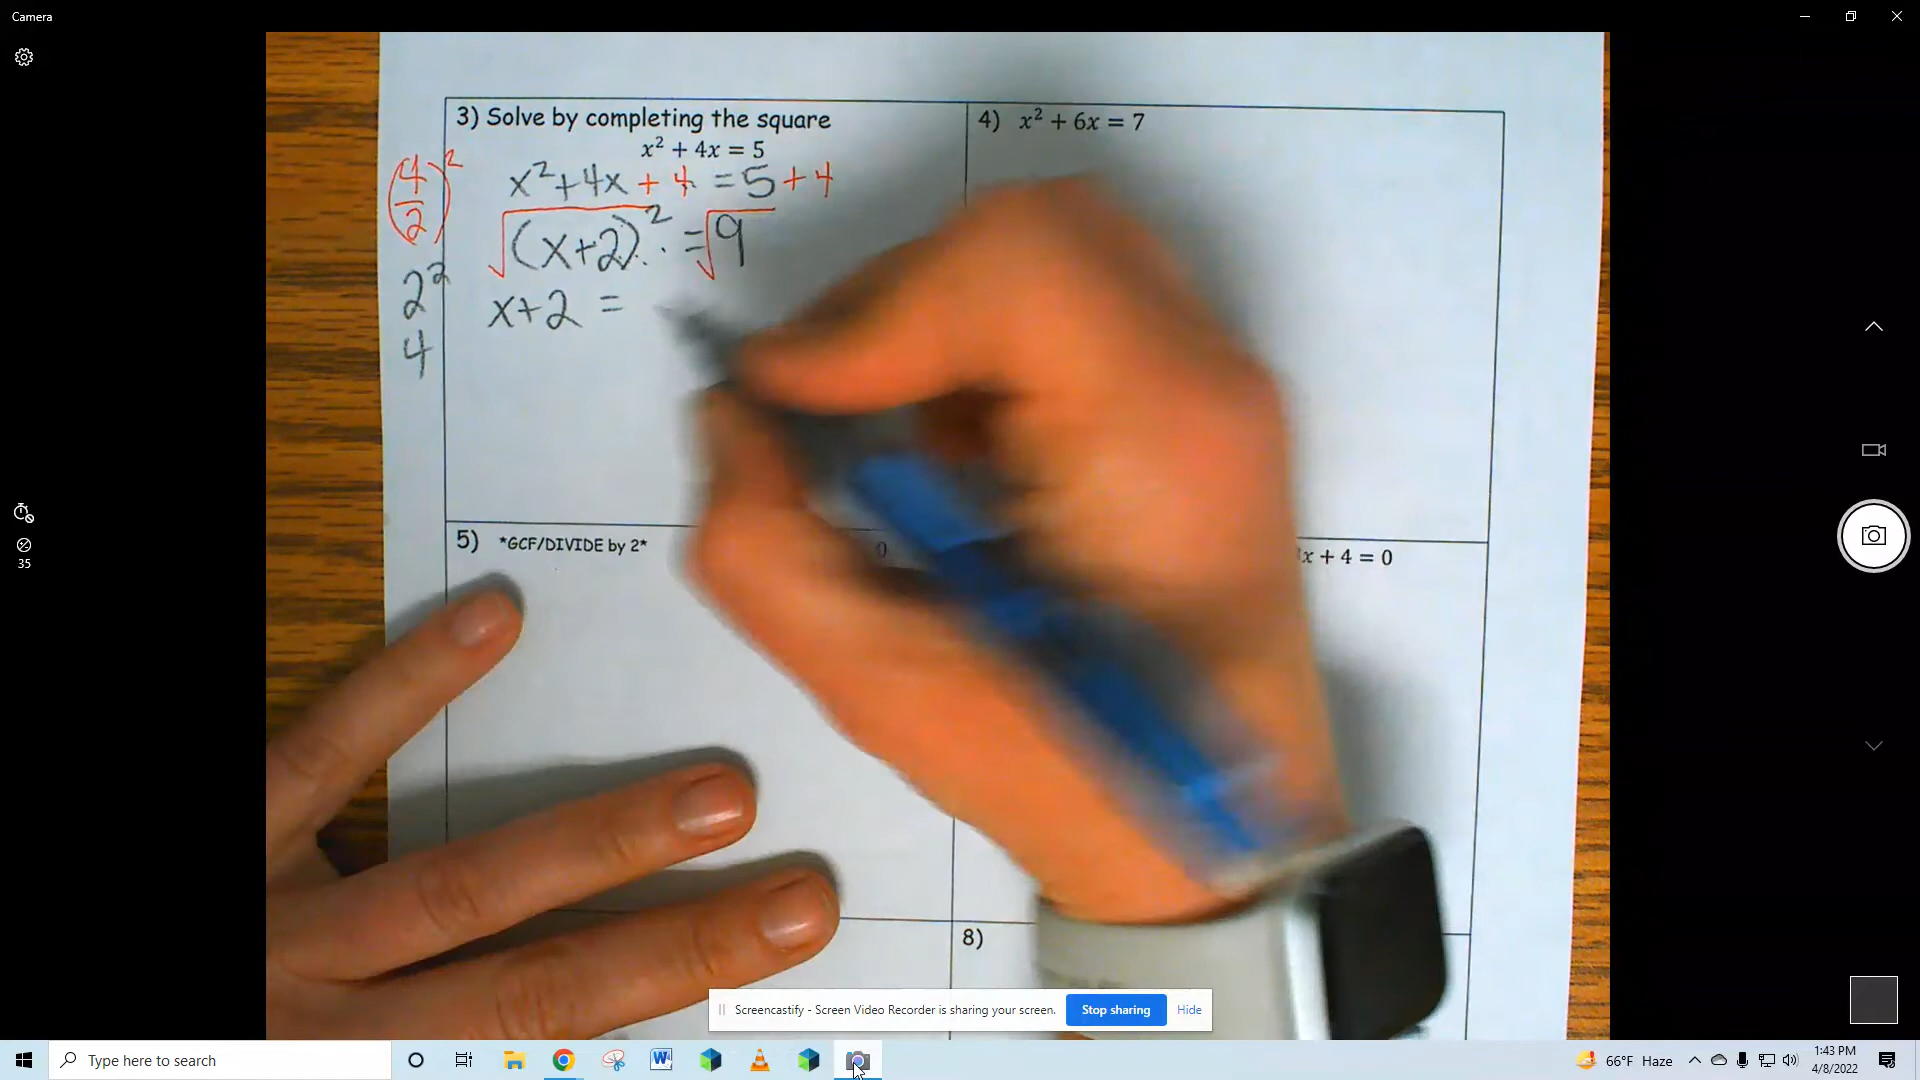 Camera
3) Solve by completing the square
x² + 4x = 5
x²+4x + 4 = 5 + 4
(4/2)²
√(x+2)² = √9
2²
x+2 =
4
4) x² + 6x = 7
5) *GCF/DIVIDE by 2*
0
x + 4 = 0
8)
35
Screencastify - Screen Video Recorder is sharing your screen.
Stop sharing
Hide
Type here to search
66°F Haze
1:43 PM
4/8/2022